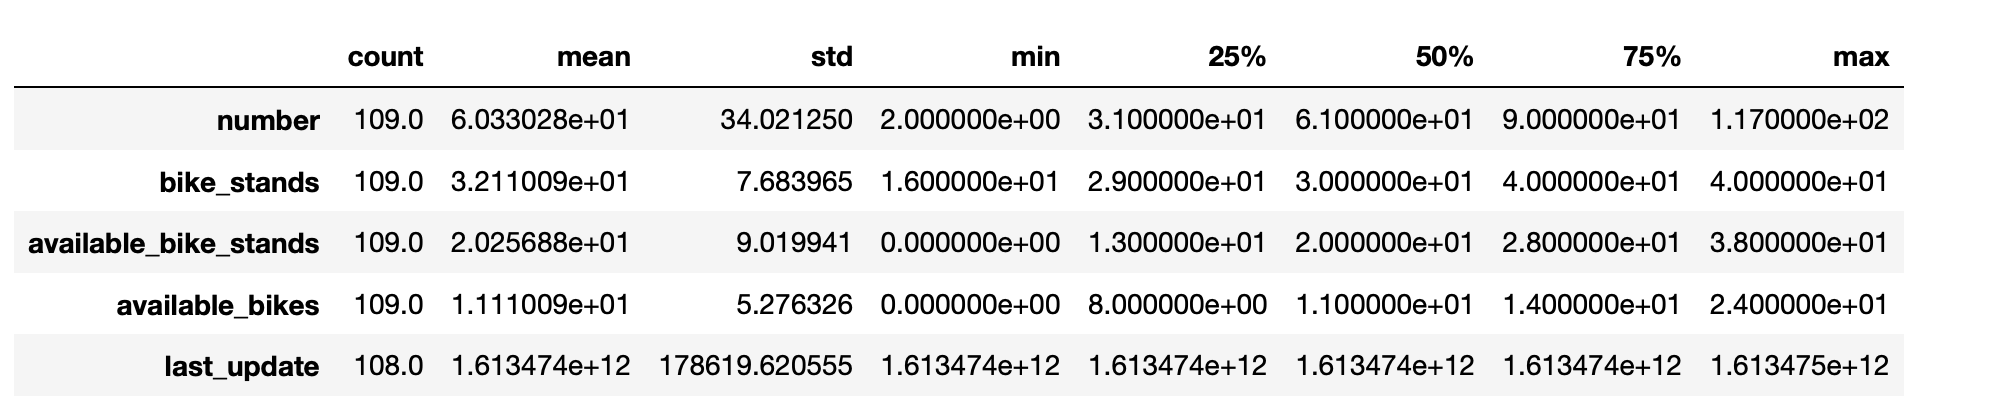 count mean std min 25% 50% 75% max
number 109.0 6.033028e+01 34.021250 2.000000e+00 3.100000e+01 6.100000e+01 9.000000e+01 1.170000e+02
bike_stands 109.0 3.211009e+01 7.683965 1.600000e+01 2.900000e+01 3.000000e+01 4.000000e+01 4.000000e+01
available_bike_stands 109.0 2.025688e+01 9.019941 0.000000e+00 1.300000e+01 2.000000e+01 2.800000e+01 3.800000e+01
available_bikes 109.0 1.111009e+01 5.276326 0.000000e+00 8.000000e+00 1.100000e+01 1.400000e+01 2.400000e+01
last_update 108.0 1.613474e+12 178619.620555 1.613474e+12 1.613474e+12 1.613474e+12 1.613474e+12 1.613475e+12